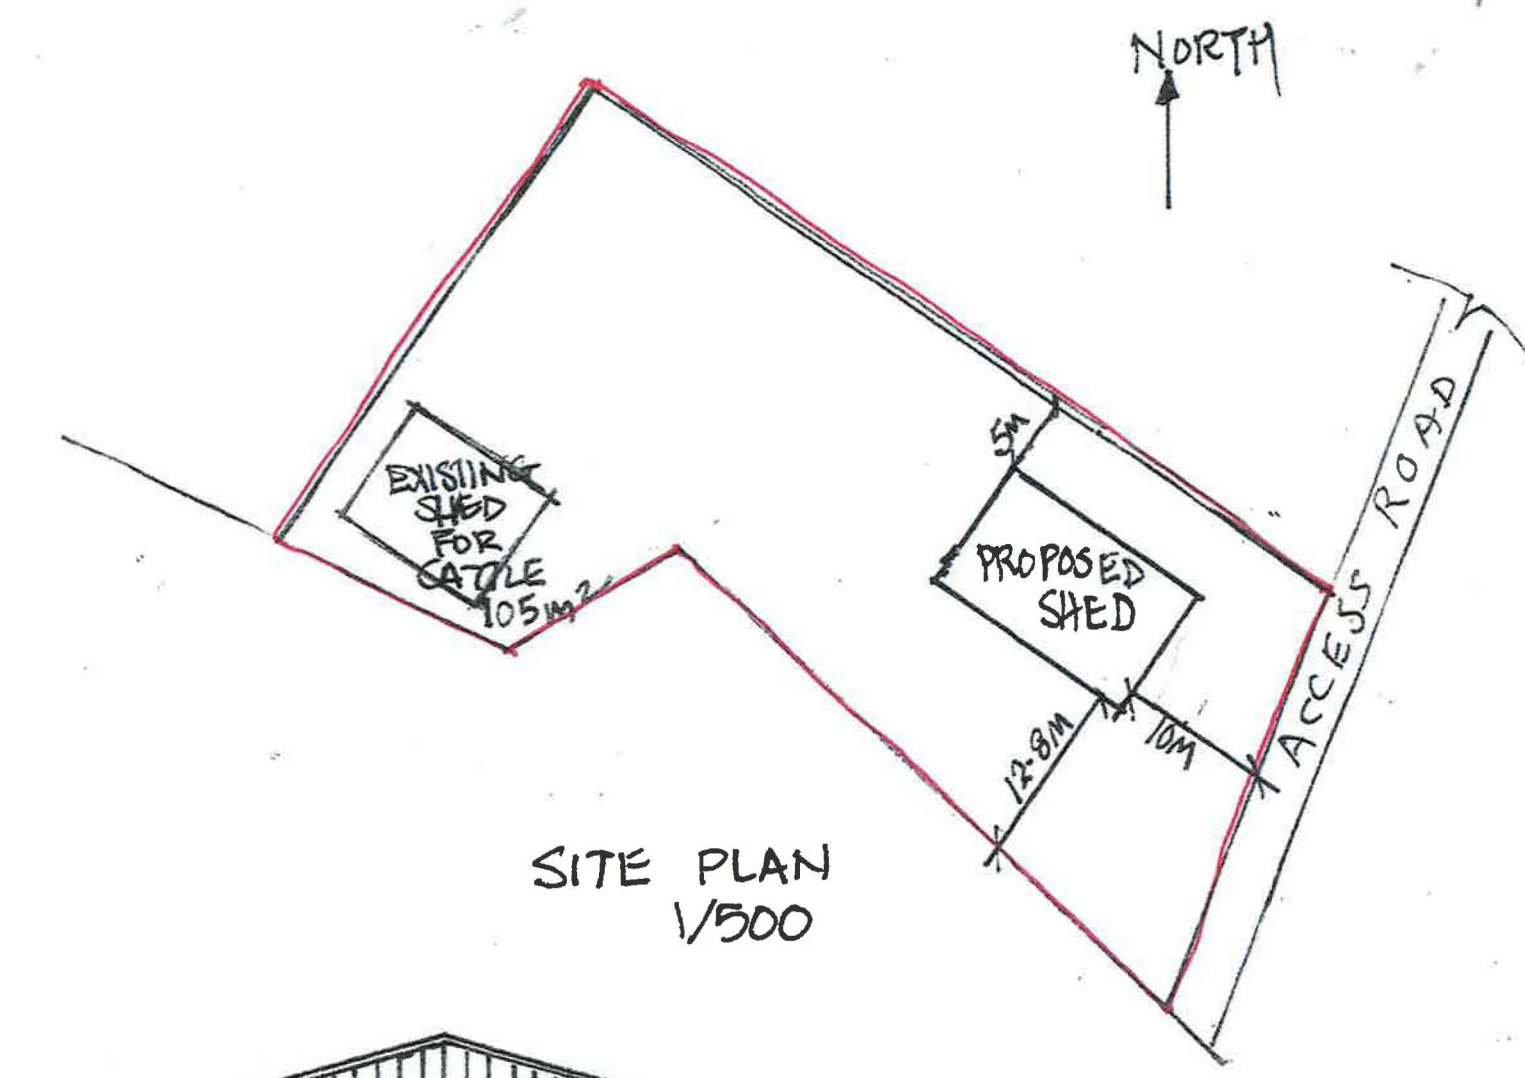 NORTH
5M
EXISTING
SHED
FOR
CATTLE
105m²
PROPOSED
SHED
ACCESS ROAD
12-8M
10M
SITE PLAN
1/500